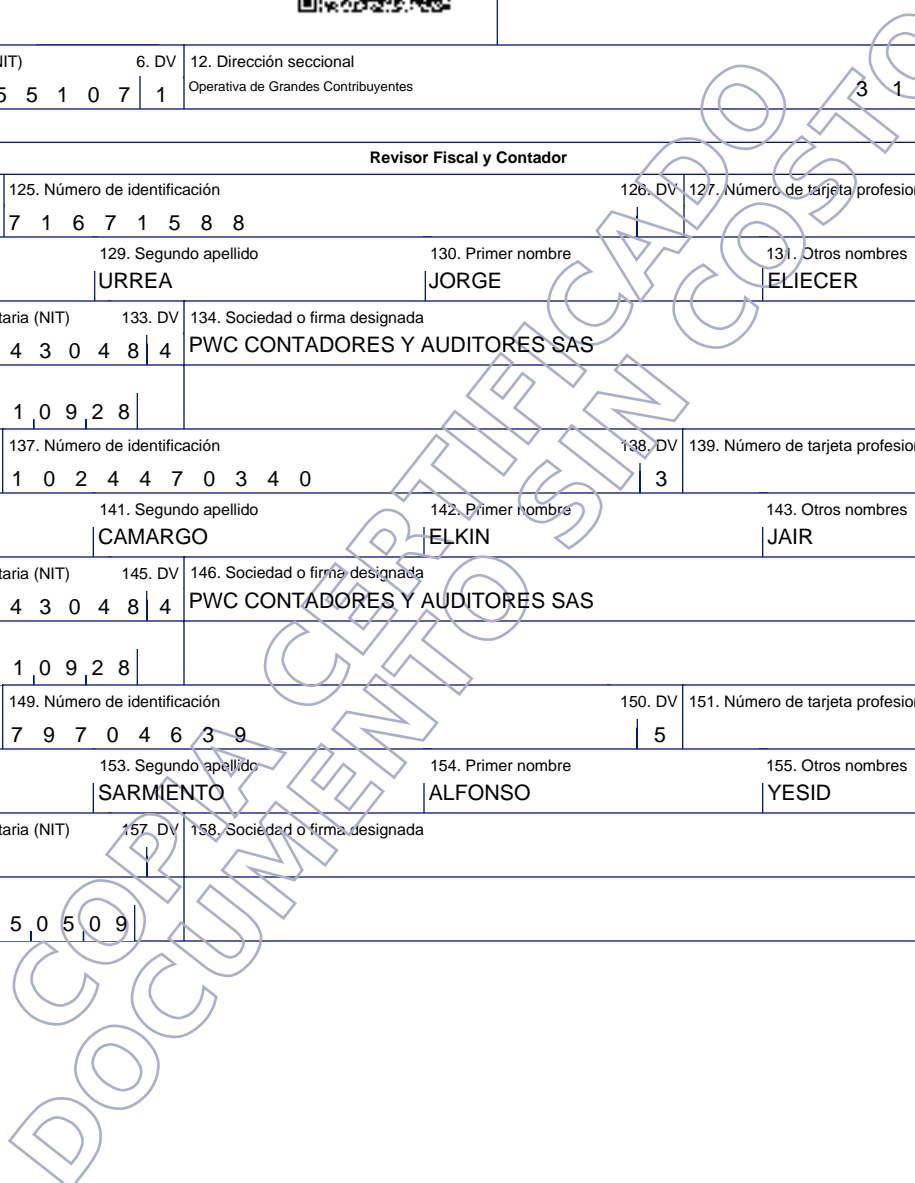 IIT) 6. DV 12. Dirección seccional
5 5 1 0 7 1 Operativa de Grandes Contribuyentes 3 1
Revisor Fiscal y Contador
125. Número de identificación 126. DV 127. Número de tarjeta profesion
7 1 6 7 1 5 8 8
129. Segundo apellido 130. Primer nombre 131. Otros nombres
URREA JORGE ELIECER
taria (NIT) 133. DV 134. Sociedad o firma designada
4 3 0 4 8 4 PWC CONTADORES Y AUDITORES SAS
1 0 9 2 8
137. Número de identificación 138. DV 139. Número de tarjeta profesion
1 0 2 4 4 7 0 3 4 0 3
141. Segundo apellido 142. Primer nombre 143. Otros nombres
CAMARGO ELKIN JAIR
taria (NIT) 145. DV 146. Sociedad o firma designada
4 3 0 4 8 4 PWC CONTADORES Y AUDITORES SAS
1 0 9 2 8
149. Número de identificación 150. DV 151. Número de tarjeta profesion
7 9 7 0 4 6 3 9 5
153. Segundo apellido 154. Primer nombre 155. Otros nombres
SARMIENTO ALFONSO YESID
taria (NIT) 157. DV 158. Sociedad o firma designada
5 0 5 0 9
COPIA CERTIFICADO
DOCUMENTO SIN COSTO